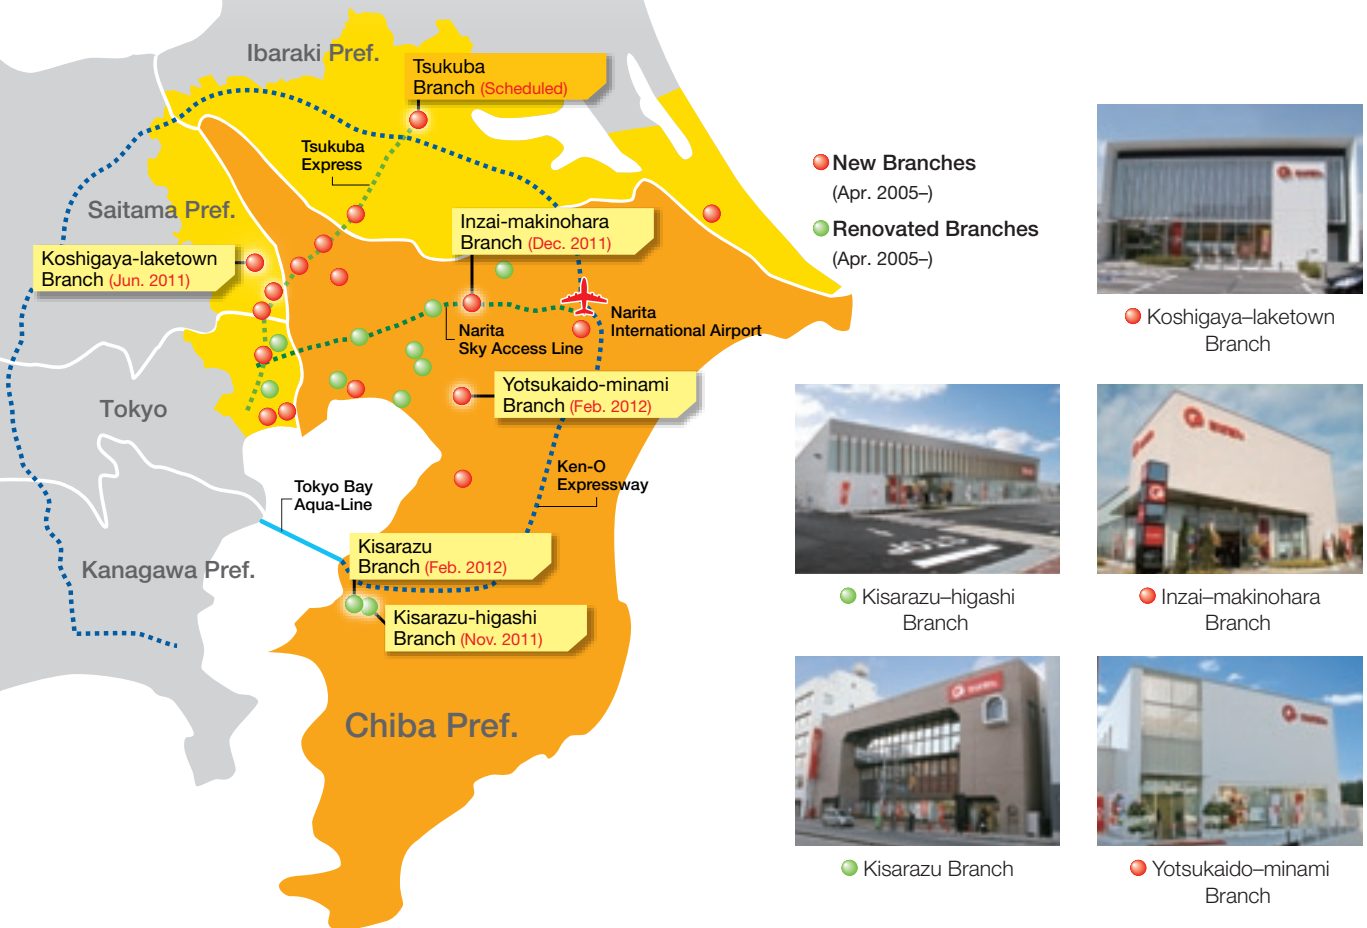 Ibaraki Pref.
Tsukuba
Branch (Scheduled)
Tsukuba
Express
Saitama Pref.
Inzai-makinohara
Branch (Dec. 2011)
Koshigaya-laketown
Branch (Jun. 2011)
Narita
International Airport
Narita
Sky Access Line
Yotsukaido-minami
Branch (Feb. 2012)
Tokyo
Ken-O
Expressway
Tokyo Bay
Aqua-Line
Kisarazu
Branch (Feb. 2012)
Kanagawa Pref.
Kisarazu-higashi
Branch (Nov. 2011)
Chiba Pref.
New Branches
(Apr. 2005–)
Renovated Branches
(Apr. 2005–)
Koshigaya–laketown
Branch
Kisarazu–higashi
Branch
Inzai–makinohara
Branch
Kisarazu Branch
Yotsukaido–minami
Branch